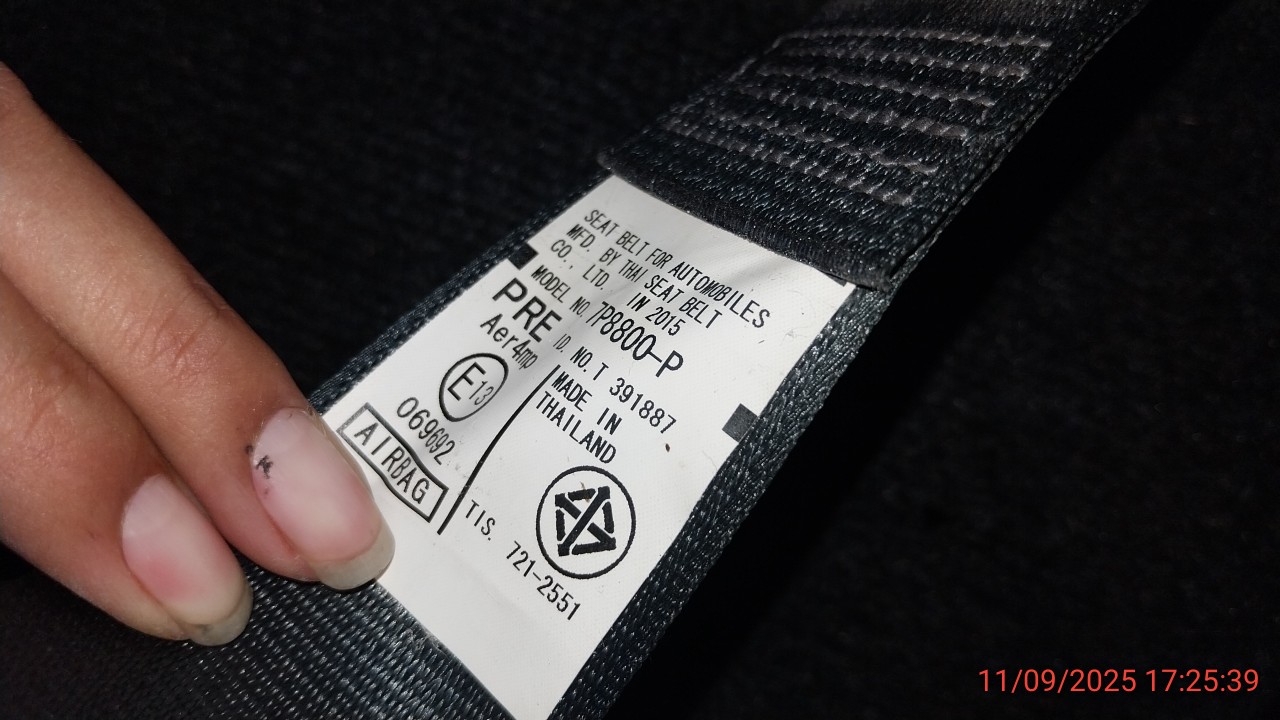 SEAT BELT FOR AUTOMOBILES
MFD. BY THAI SEAT BELT
CO., LTD. IN 2015
MODEL NO. 7P8800-P
PRE
ID. NO. T 391887
Aer4mp
MADE IN
THAILAND
E13
069692
AIRBAG
TIS. 721-2551
11/09/2025 17:25:39